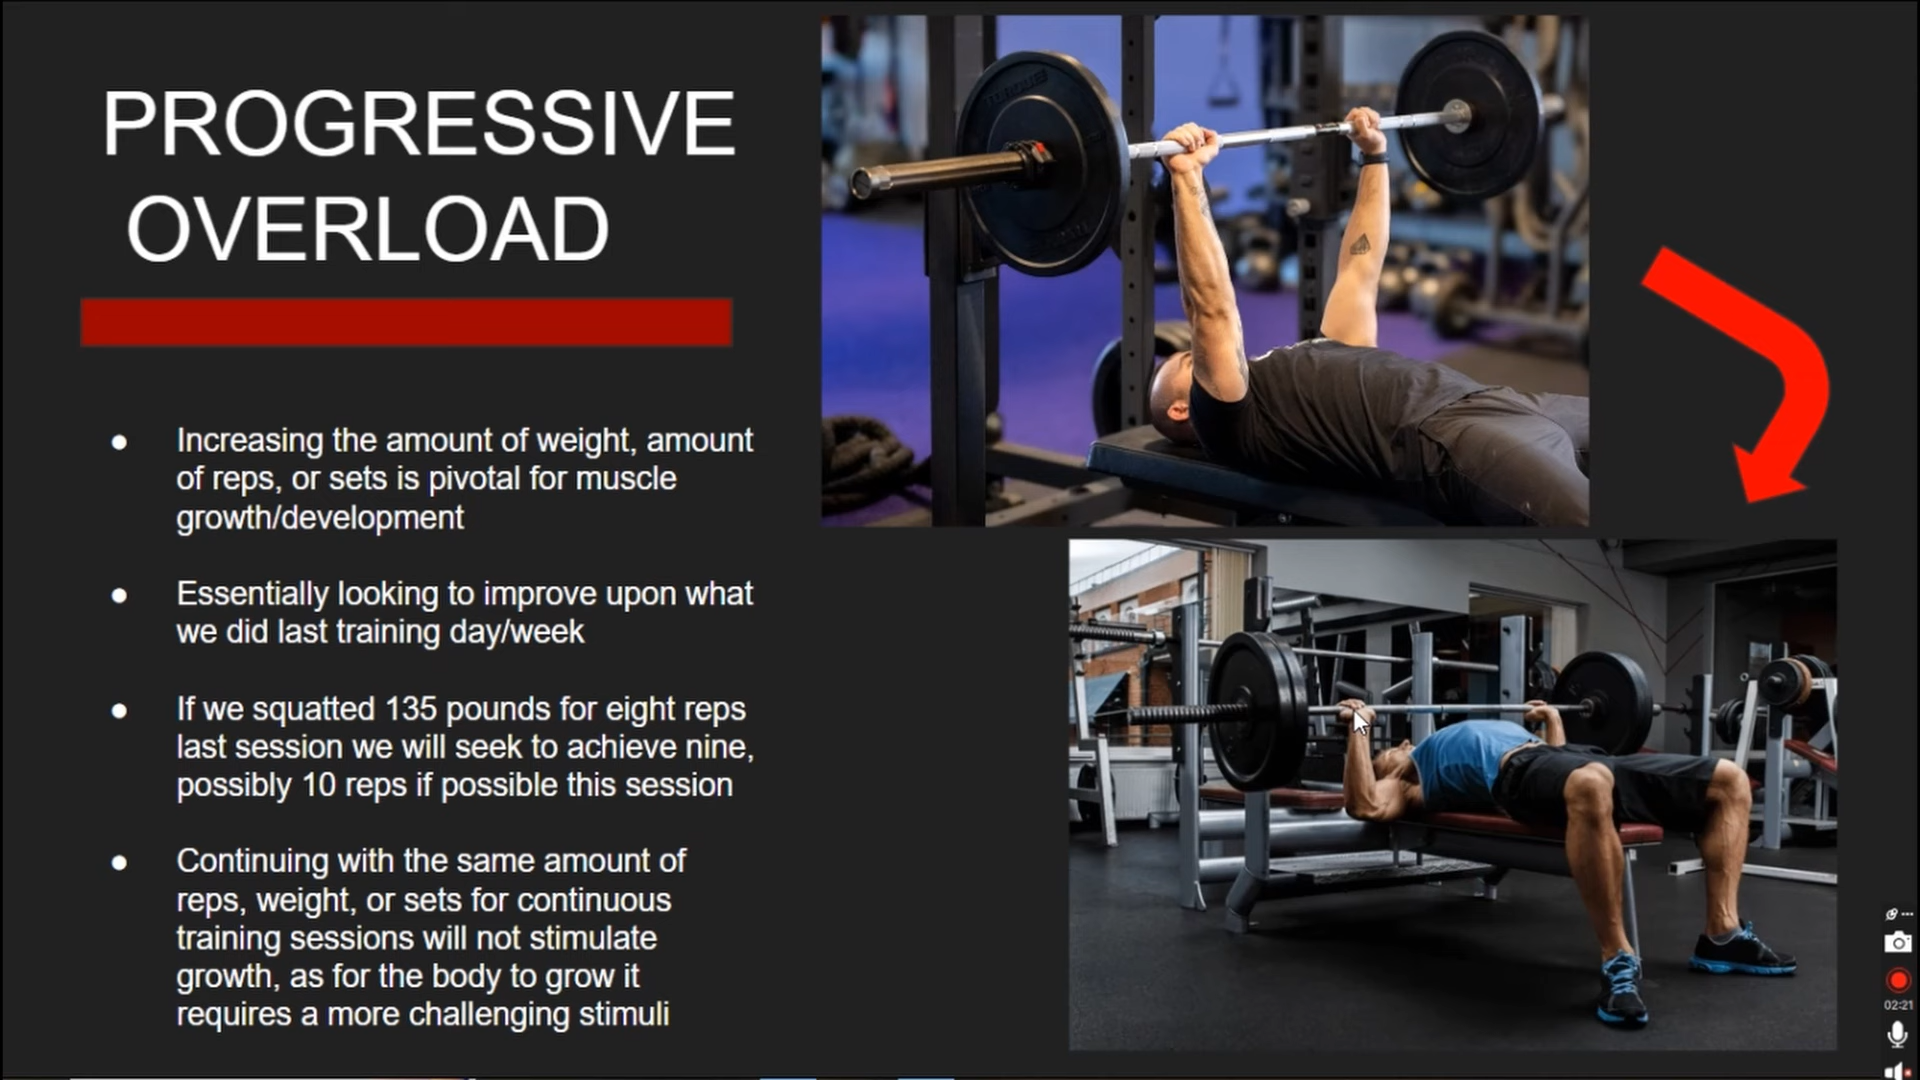 PROGRESSIVE
OVERLOAD
● Increasing the amount of weight, amount
of reps, or sets is pivotal for muscle
growth/development
● Essentially looking to improve upon what
we did last training day/week
● If we squatted 135 pounds for eight reps
last session we will seek to achieve nine,
possibly 10 reps if possible this session
● Continuing with the same amount of
reps, weight, or sets for continuous
training sessions will not stimulate
growth, as for the body to grow it
requires a more challenging stimuli
02:21